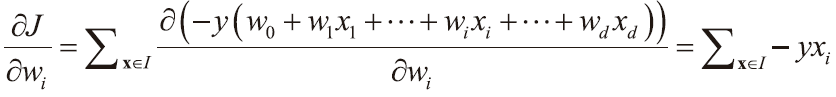 ∂J/∂w_i = ∑_{x∈I} ∂(−y(w_0 + w_1x_1 + ⋯ + w_ix_i + ⋯ + w_dx_d))/∂w_i = ∑_{x∈I} − yx_i